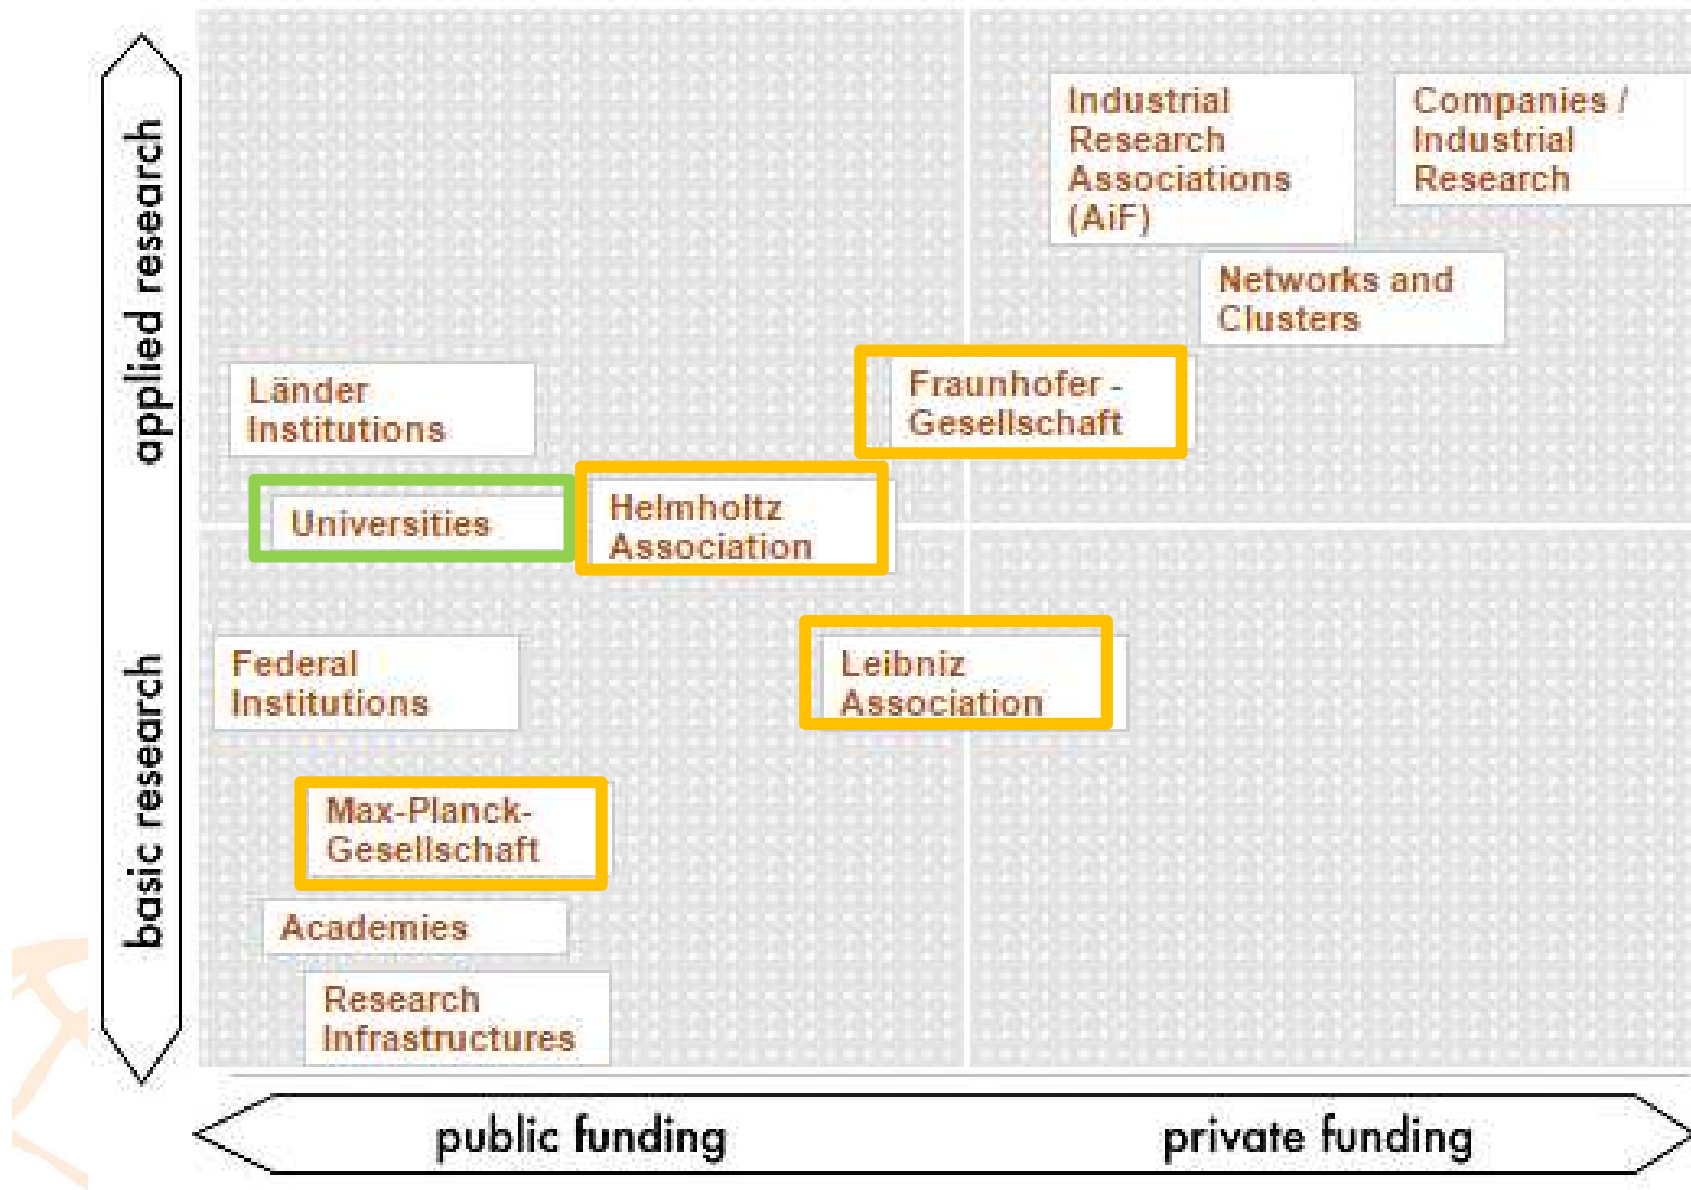 applied research
basic research
Industrial
Research
Associations
(AiF)
Companies /
Industrial
Research
Networks and
Clusters
Länder
Institutions
Fraunhofer -
Gesellschaft
Universities
Helmholtz
Association
Federal
Institutions
Leibniz
Association
Max-Planck-
Gesellschaft
Academies
Research
Infrastructures
public funding
private funding